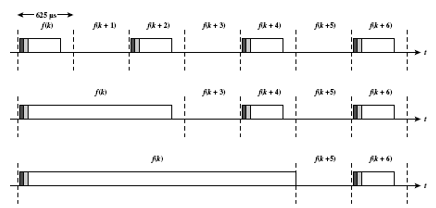 625 µs
f(k) f(k + 1) f(k + 2) f(k + 3) f(k + 4) f(k +5) f(k + 6)
t
f(k) f(k + 3) f(k + 4) f(k +5) f(k + 6)
t
f(k) f(k +5) f(k + 6)
t